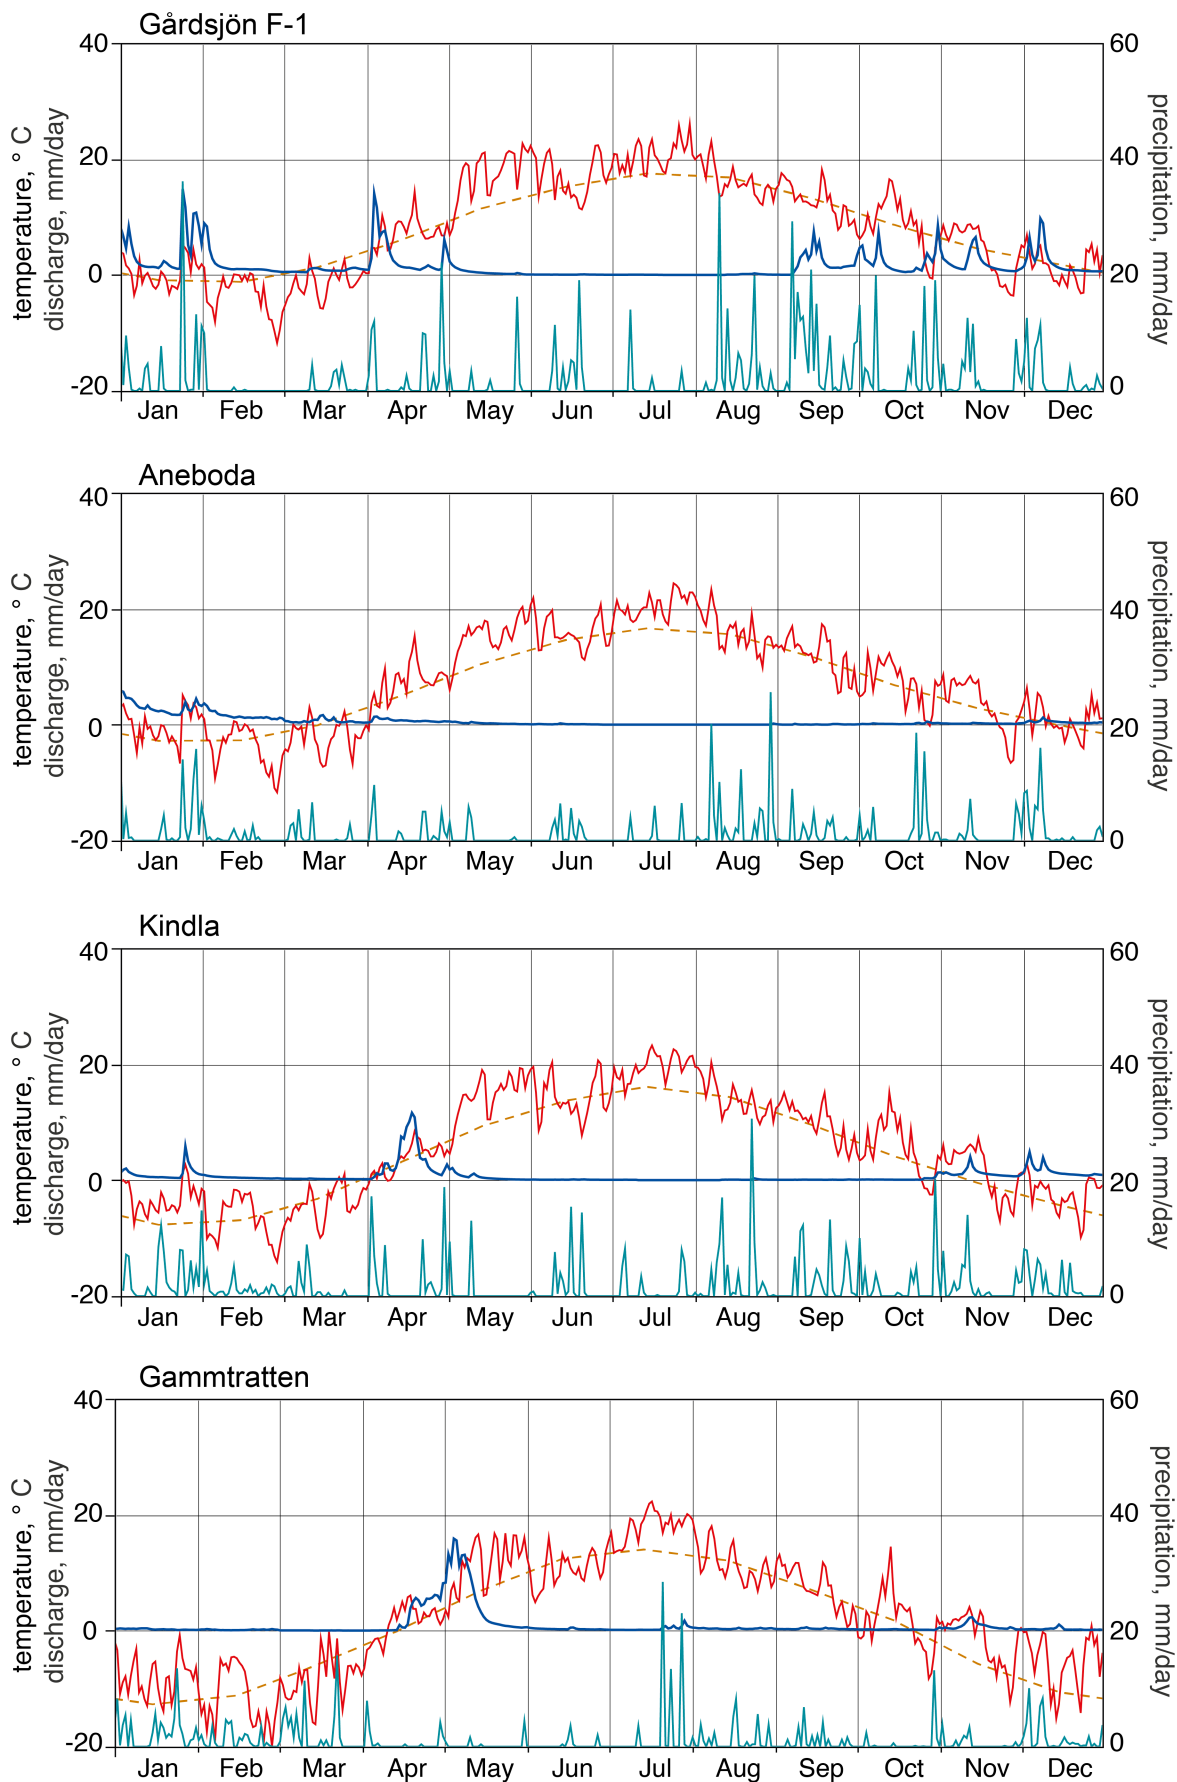 Gårdsjön F-1
40
60
20
40
0
20
-20
0
temperature, ° C
discharge, mm/day
precipitation, mm/day
Jan Feb Mar Apr May Jun Jul Aug Sep Oct Nov Dec
Aneboda
40
60
20
40
0
20
-20
0
temperature, ° C
discharge, mm/day
precipitation, mm/day
Jan Feb Mar Apr May Jun Jul Aug Sep Oct Nov Dec
Kindla
40
60
20
40
0
20
-20
0
temperature, ° C
discharge, mm/day
precipitation, mm/day
Jan Feb Mar Apr May Jun Jul Aug Sep Oct Nov Dec
Gammtratten
40
60
20
40
0
20
-20
0
temperature, ° C
discharge, mm/day
precipitation, mm/day
Jan Feb Mar Apr May Jun Jul Aug Sep Oct Nov Dec